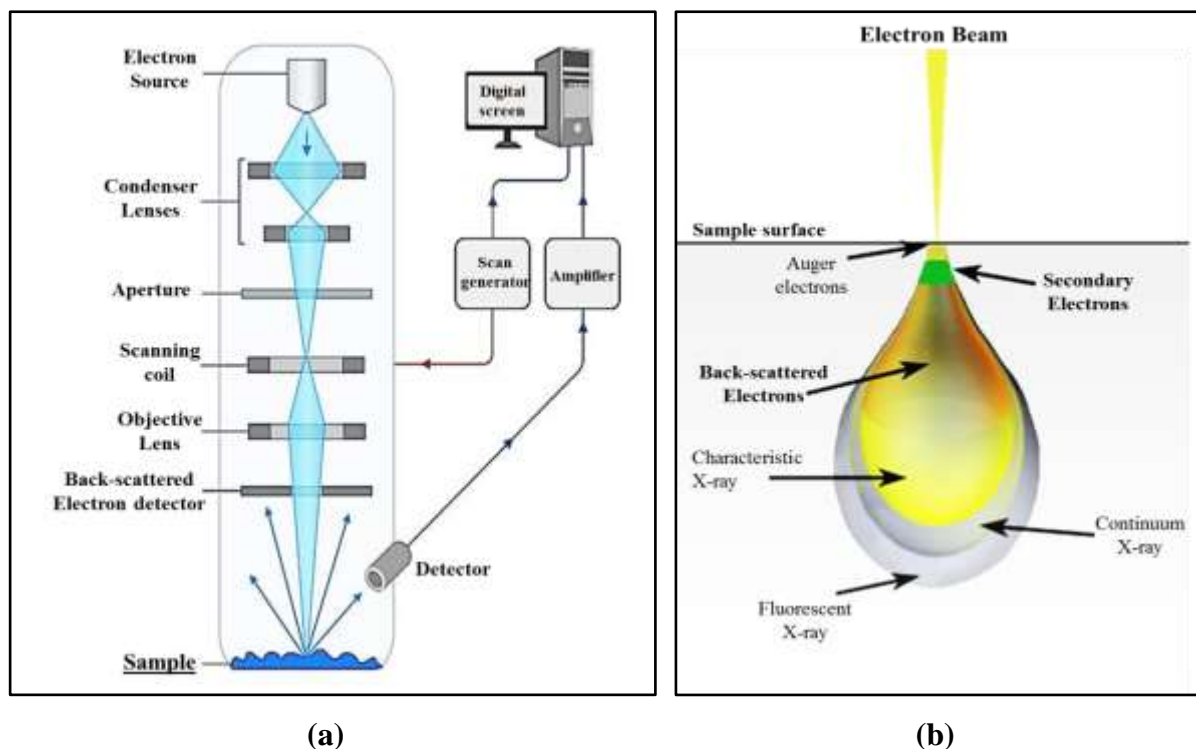 Electron
Source
Condenser
Lenses
Aperture
Scanning
coil
Objective
Lens
Back-scattered
Electron detector
Sample
Digital
screen
Scan
generator
Amplifier
Detector
(a)
Electron Beam
Sample surface
Auger
electrons
Secondary
Electrons
Back-scattered
Electrons
Characteristic
X-ray
Continuum
X-ray
Fluorescent
X-ray
(b)